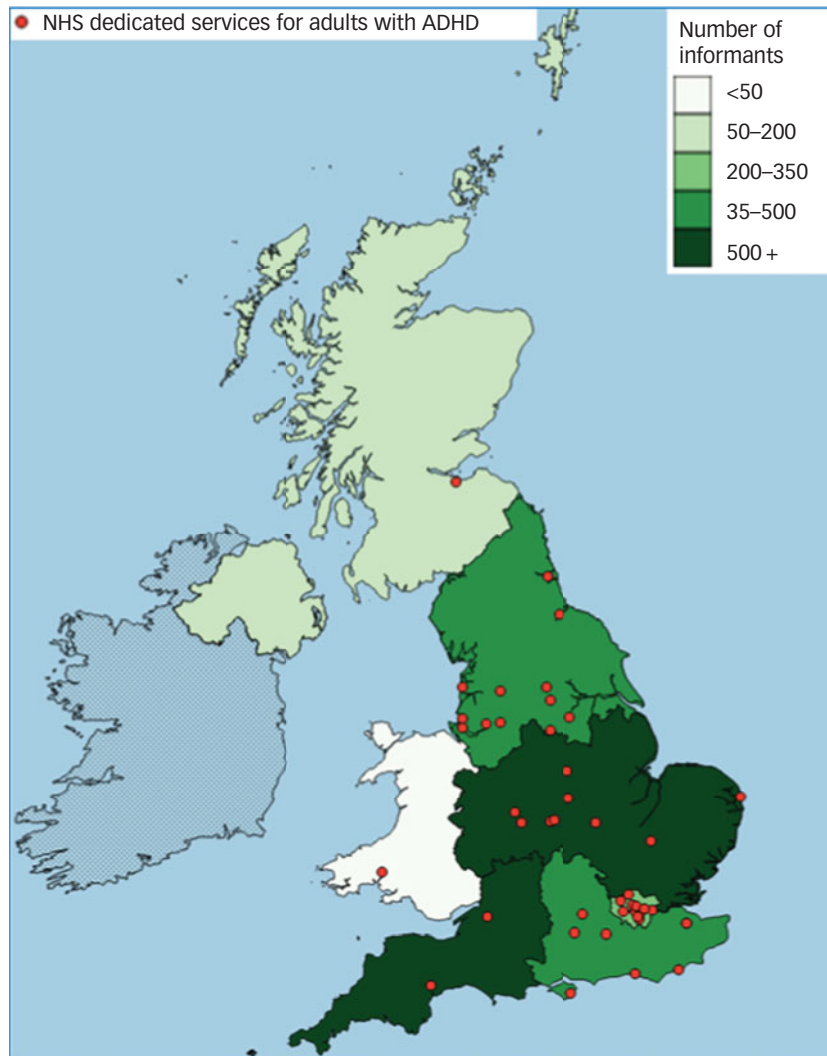 NHS dedicated services for adults with ADHD
Number of
informants
<50
50–200
200–350
35–500
500 +